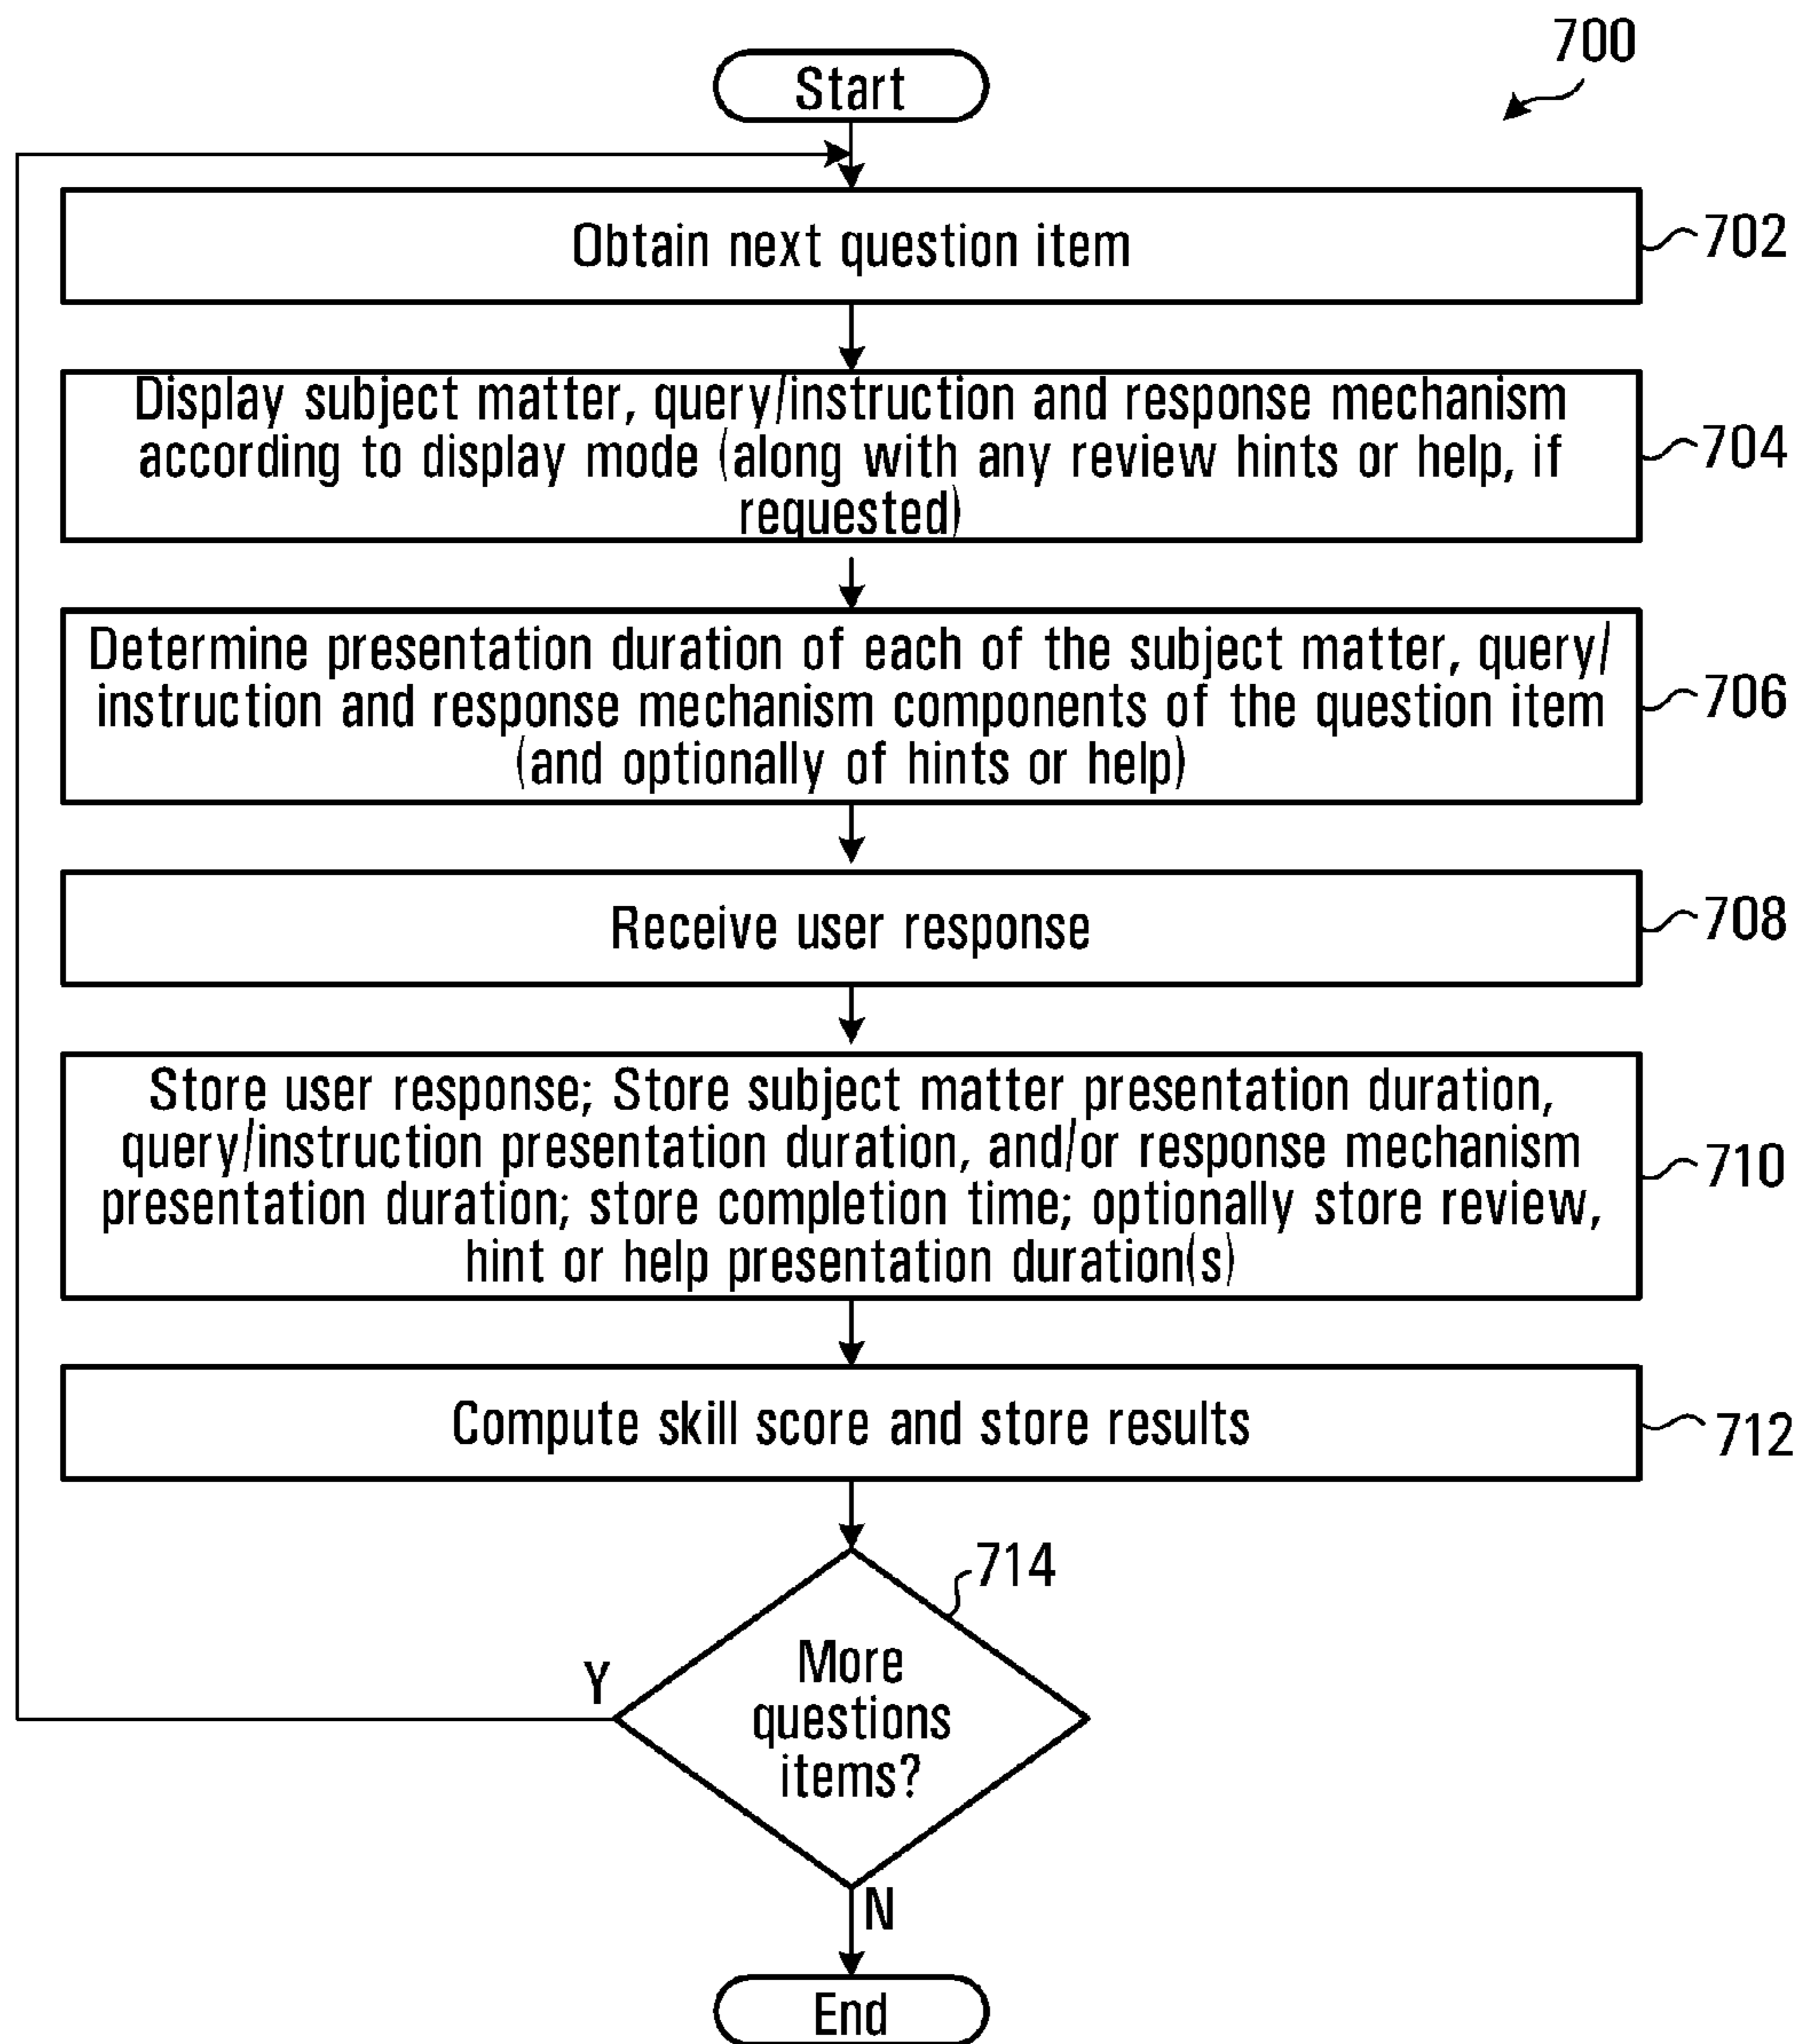 700
Start
Obtain next question item
702
Display subject matter, query/instruction and response mechanism
according to display mode (along with any review hints or help, if
requested)
704
Determine presentation duration of each of the subject matter, query/
instruction and response mechanism components of the question item
(and optionally of hints or help)
706
Receive user response
708
Store user response; Store subject matter presentation duration,
query/instruction presentation duration, and/or response mechanism
presentation duration; store completion time; optionally store review,
hint or help presentation duration(s)
710
Compute skill score and store results
712
714
More
questions
items?
Y
N
End